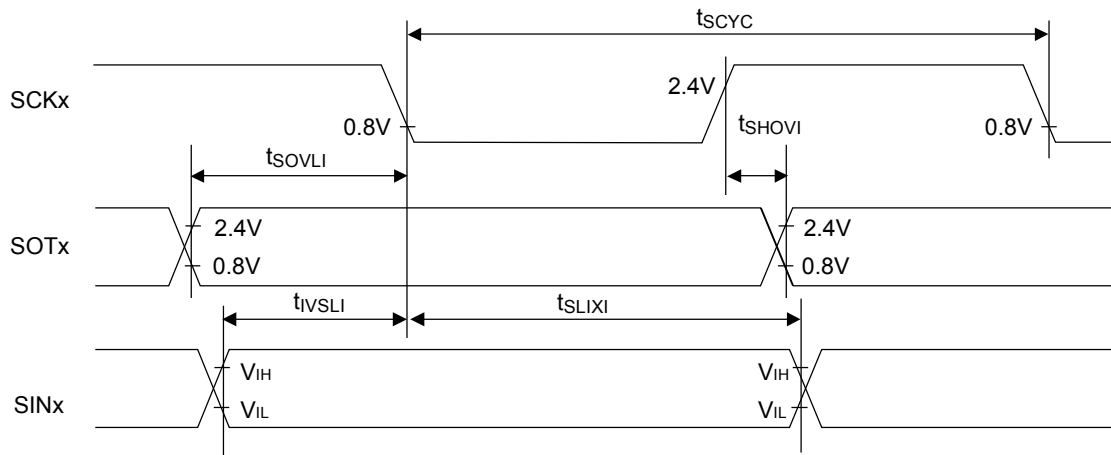 tSCYC
SCKx
2.4V
0.8V
tSHOVI
0.8V
tSOVLI
SOTx
2.4V
2.4V
0.8V
0.8V
tIVSLI
tSLIXI
SINx
VIH
VIH
VIL
VIL